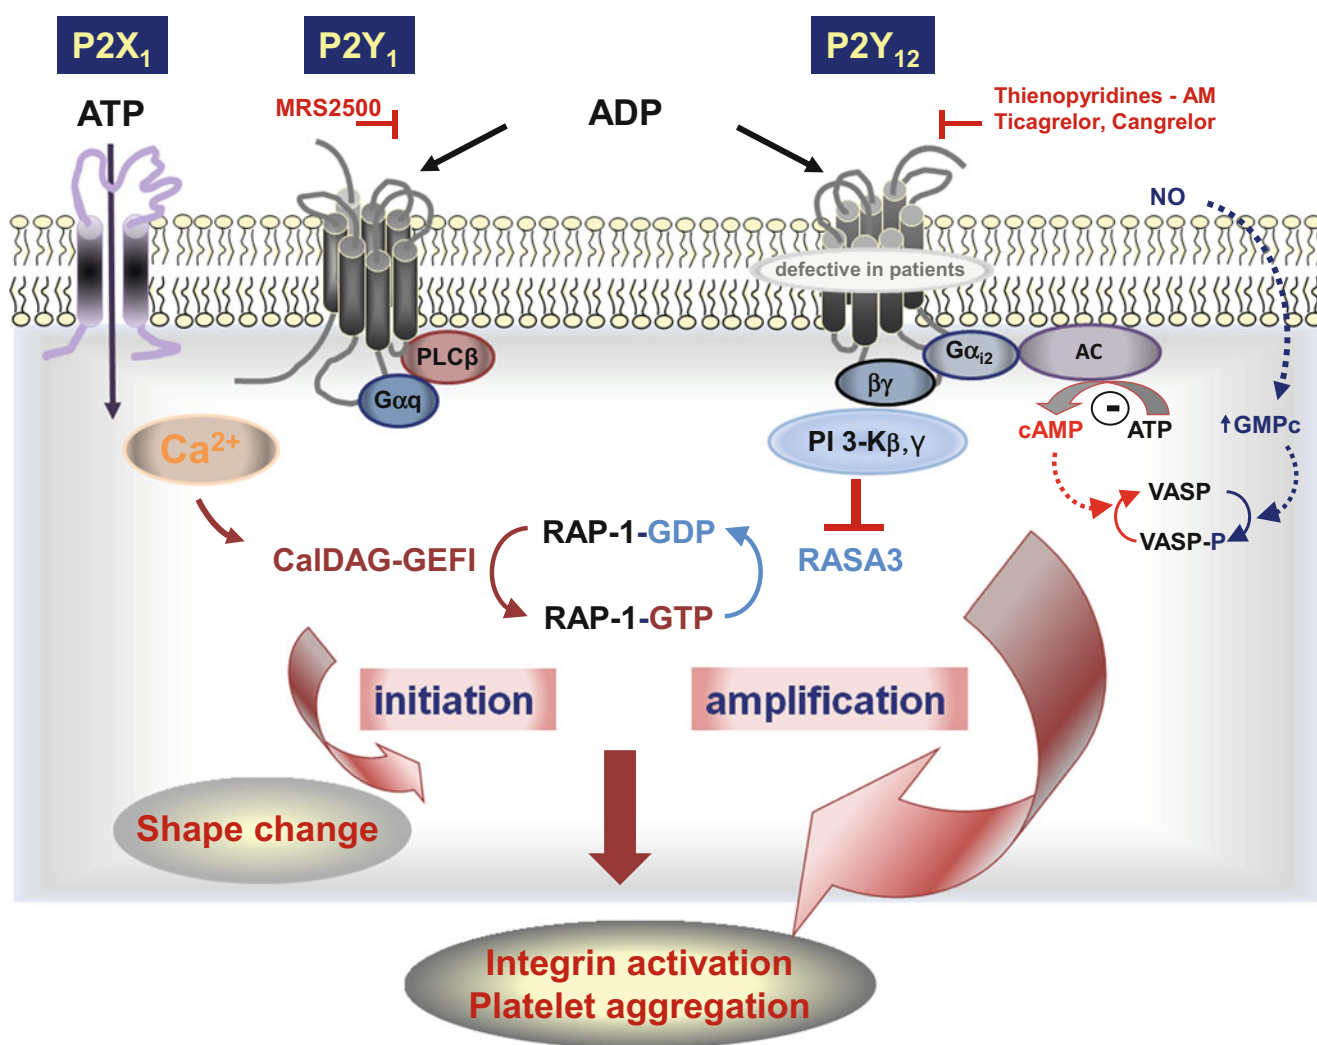 P2X₁
P2Y₁
P2Y₁₂
ATP
MRS2500
ADP
Thienopyridines - AM
Ticagrelor, Cangrelor
NO
defective in patients
PLCβ
Gαq
Gαi2
AC
βγ
Ca²⁺
PI 3-Kβ,γ
cAMP
-
ATP
↑GMPc
VASP
VASP-P
RAP-1-GDP
CalDAG-GEFI
RASA3
RAP-1-GTP
initiation
amplification
Shape change
Integrin activation
Platelet aggregation